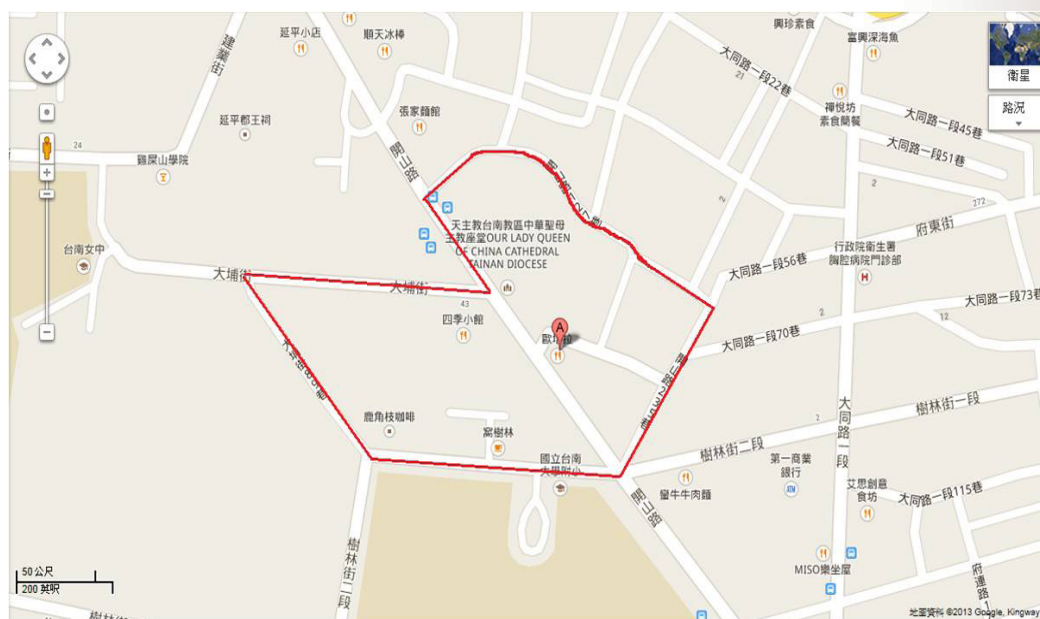 興珍素食
延平小店
順天冰棒
富興深海魚
衛星
建業街
大同路一段22巷
21
路況
禪悅坊
素食簡餐
張家麵館
延平郡王祠
大同路一段45巷
24
雞屎山學院
開山路
大同路一段51巷
2
2
272
天主教台南教區中華聖母
主教座堂OUR LADY QUEEN
OF CHINA CATHEDRAL
TAINAN DIOCESE
府東街
台南女中
行政院衛生署
胸腔病院門診部
大埔街
大埔街
大同路一段56巷
43
四季小館
大同路一段73巷
2
12
A
大同路一段70巷
大同路一段
樹林街一段
鹿角枝咖啡
窩樹林
2
樹林街二段
國立台南
大學附小
第一商業
銀行
ATM
蠻牛牛肉麵
開山路
艾思創意
食坊
大同路一段115巷
樹林街二段
MISO樂坐屋
50 公尺
200 英呎
府連路
地圖資料 ©2013 Google, Kingway